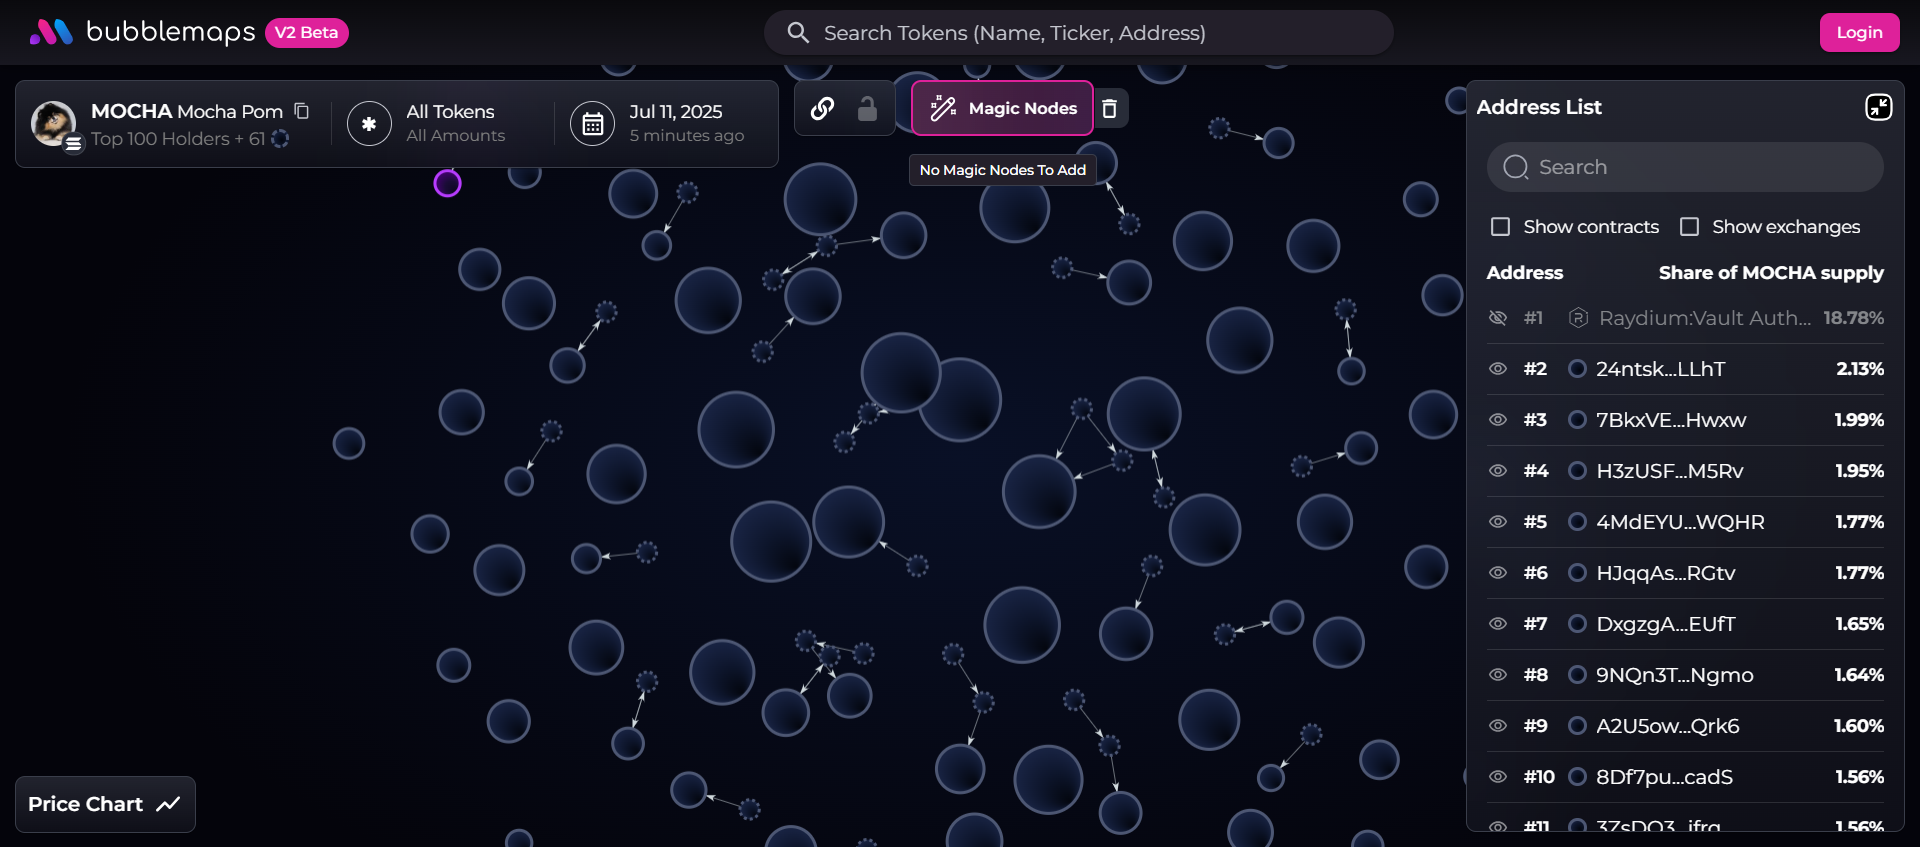 bubblemaps V2 Beta
Search Tokens (Name, Ticker, Address)
Login
MOCHA Mocha Pom
Top 100 Holders + 61
All Tokens
All Amounts
Jul 11, 2025
5 minutes ago
Magic Nodes
No Magic Nodes To Add
Address List
Search
Show contracts Show exchanges
Address Share of MOCHA supply
#1 Raydium:Vault Auth... 18.78%
#2 24ntsk...LLhT 2.13%
#3 7BkxVE...Hwxw 1.99%
#4 H3zUSF...M5Rv 1.95%
#5 4MdEYU...WQHR 1.77%
#6 HJqqAs...RGtv 1.77%
#7 DxgzgA...EUfT 1.65%
#8 9NQn3T...Ngmo 1.64%
#9 A2U5ow...Qrk6 1.60%
#10 8Df7pu...cadS 1.56%
#11 1.56%
Price Chart